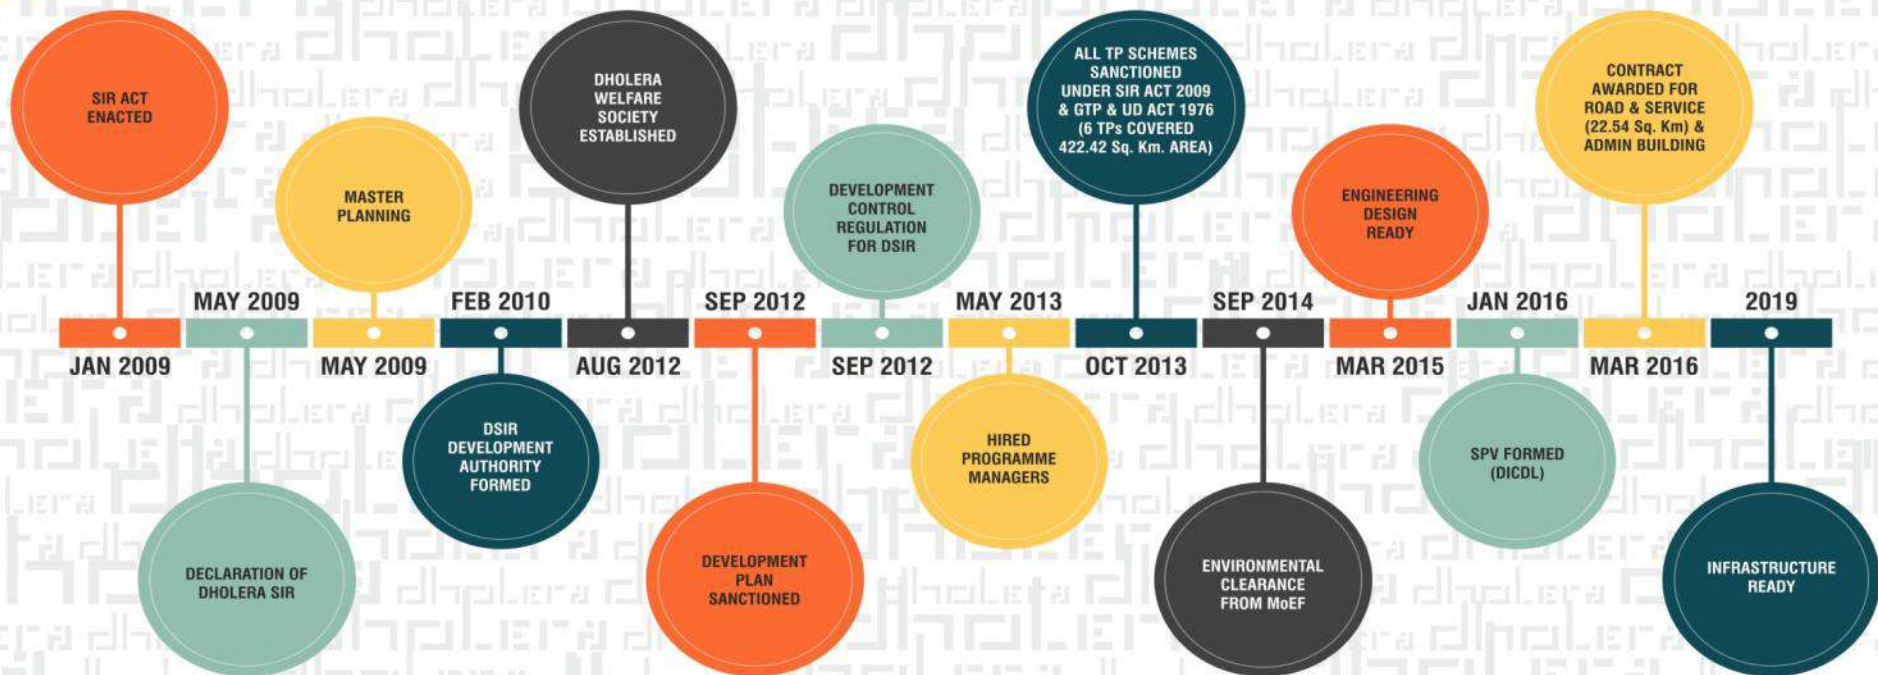 SIR ACT
ENACTED
JAN 2009
MAY 2009
DECLARATION OF
DHOLERA SIR
MASTER
PLANNING
MAY 2009
FEB 2010
DSIR
DEVELOPMENT
AUTHORITY
FORMED
DHOLERA
WELFARE
SOCIETY
ESTABLISHED
AUG 2012
SEP 2012
DEVELOPMENT
PLAN
SANCTIONED
DEVELOPMENT
CONTROL
REGULATION
FOR DSIR
SEP 2012
MAY 2013
HIRED
PROGRAMME
MANAGERS
ALL TP SCHEMES
SANCTIONED
UNDER SIR ACT 2009
& GTP & UD ACT 1976
(6 TPs COVERED
422.42 Sq. Km. AREA)
OCT 2013
SEP 2014
ENVIRONMENTAL
CLEARANCE
FROM MoEF
ENGINEERING
DESIGN
READY
MAR 2015
JAN 2016
SPV FORMED
(DICDL)
CONTRACT
AWARDED FOR
ROAD & SERVICE
(22.54 Sq. Km) &
ADMIN BUILDING
MAR 2016
2019
INFRASTRUCTURE
READY